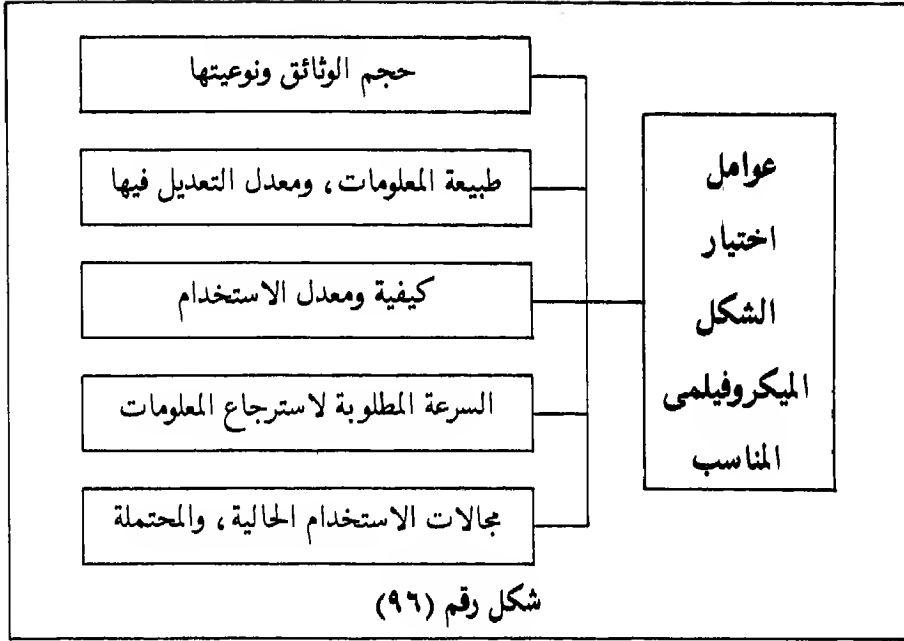 عوامل
اختيار
الشكل
الميكروفيلمى
المناسب
حجم الوثائق ونوعيتها
طبيعة المعلومات، ومعدل التعديل فيها
كيفية ومعدل الاستخدام
السرعة المطلوبة لاسترجاع المعلومات
مجالات الاستخدام الحالية، والمحتملة
شكل رقم (٩٦)